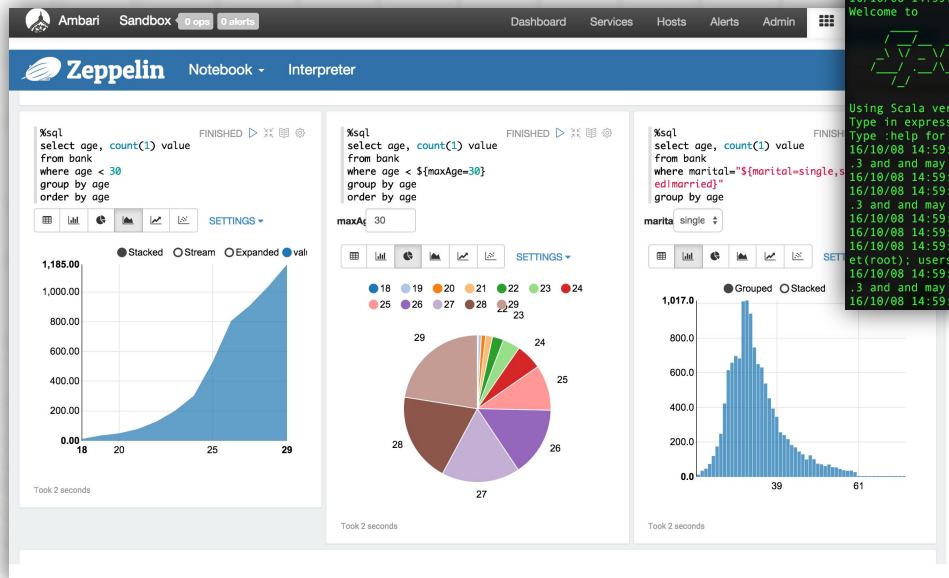 Ambari Sandbox 0 ops 0 alerts Dashboard Services Hosts Alerts Admin
Zeppelin Notebook Interpreter
%sql FINISHED
select age, count(1) value
from bank
where age < 30
group by age
order by age
SETTINGS
Stacked Stream Expanded valu
1,185.00
1,000.00
800.00
600.00
400.00
200.00
0.00
18 20 25 29
Took 2 seconds
%sql FINISHED
select age, count(1) value
from bank
where age < ${maxAge=30}
group by age
order by age
maxAg 30
SETTINGS
18 19 20 21 22 23 24
25 26 27 28 29
22
23
24
25
26
27
28
29
Took 2 seconds
%sql FINISH
select age, count(1) value
from bank
where marital="${marital=single,s
ed|married}"
group by age
marita single
SETT
Grouped Stacked
1,017.0
800.0
600.0
400.0
200.0
0.0
39 61
Took 2 seconds
Welcome to
Using Scala ver
Type in express
Type :help for
16/10/08 14:59:
.3 and and may
16/10/08 14:59:
16/10/08 14:59:
.3 and and may
16/10/08 14:59:
16/10/08 14:59:
et(root); users
16/10/08 14:59:
.3 and and may
16/10/08 14:59: